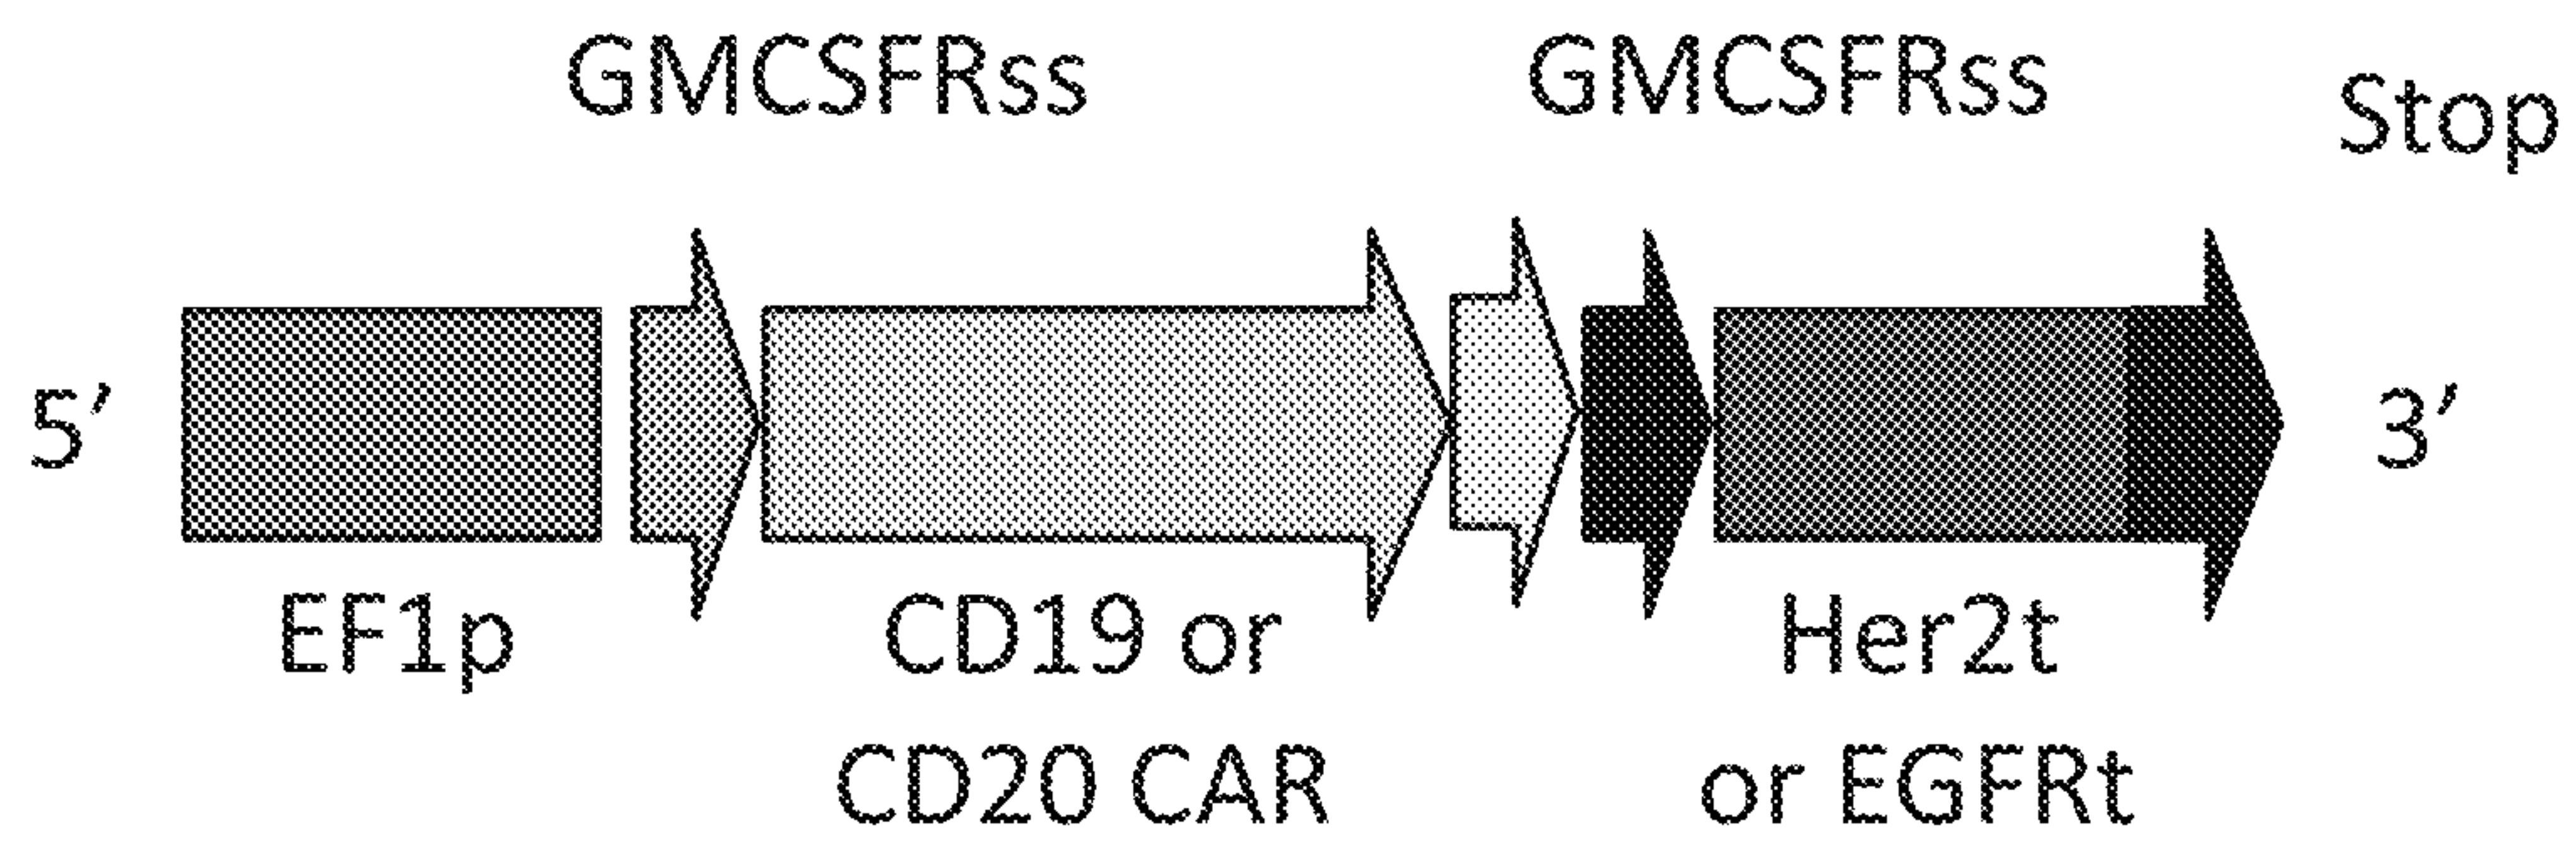 GMCSFRss
GMCSFRss
Stop
5’
3’
EF1p
CD19 or
CD20 CAR
Her2t
or EGFRt